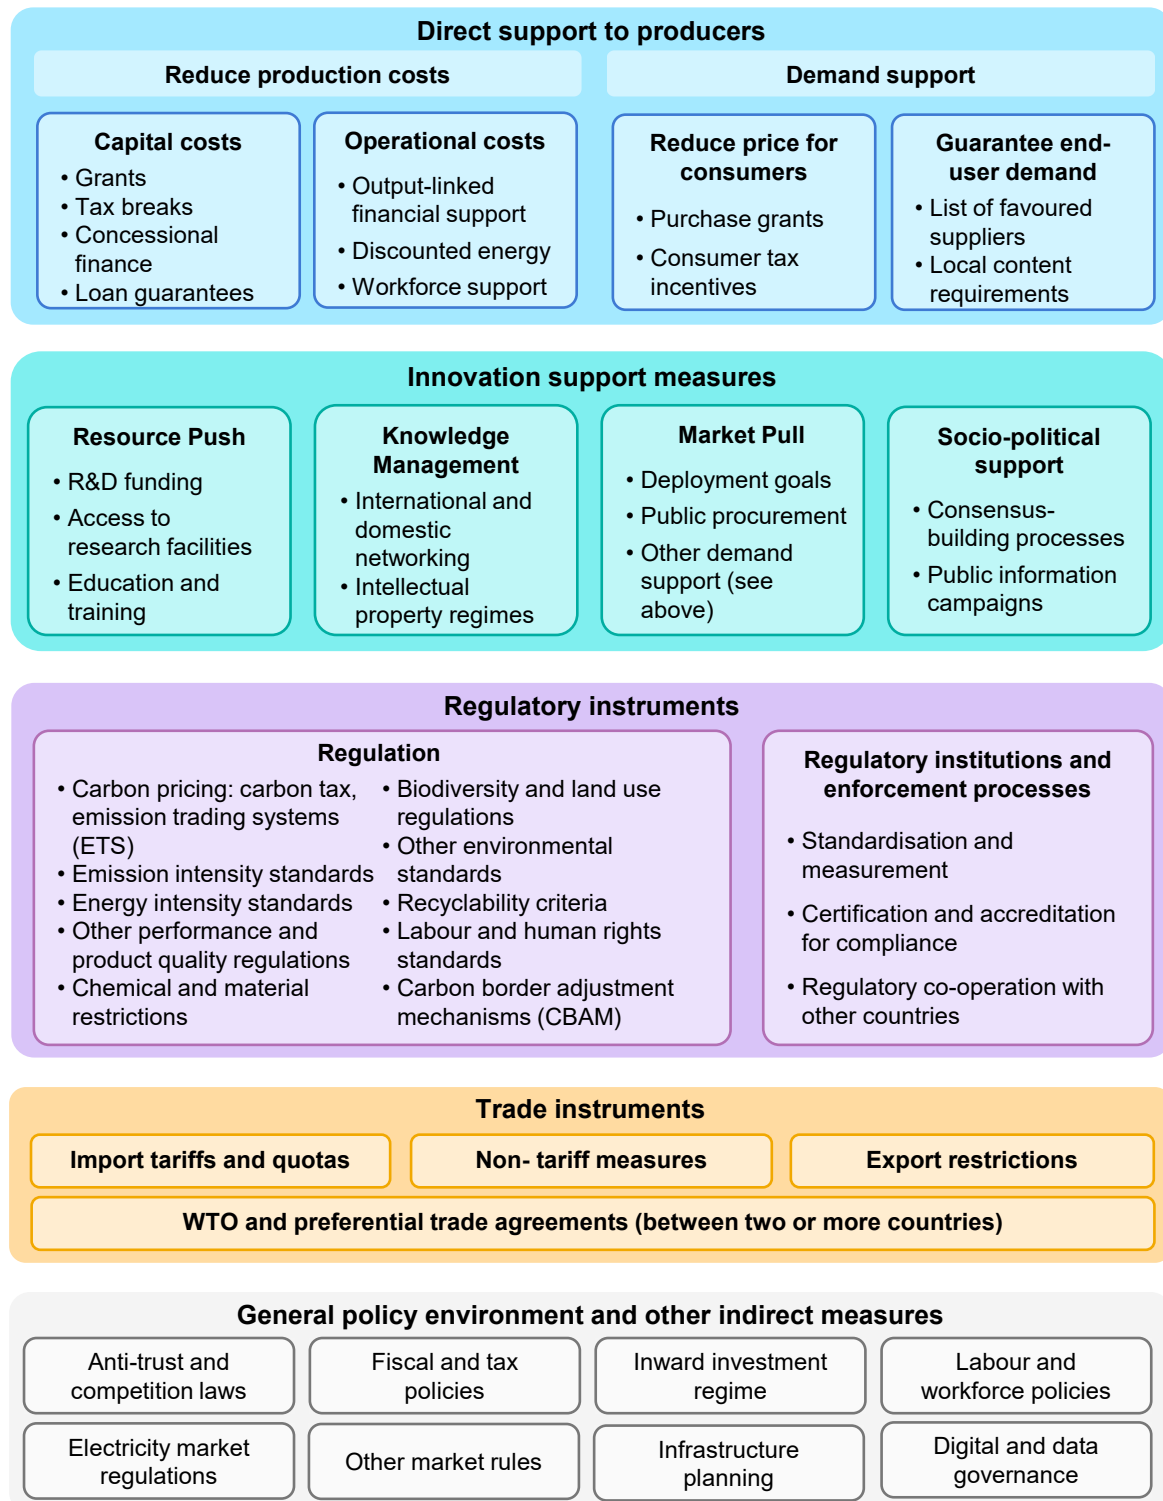 Direct support to producers
Reduce production costs
Demand support
Capital costs
• Grants
• Tax breaks
• Concessional
finance
• Loan guarantees
Operational costs
• Output-linked
financial support
• Discounted energy
• Workforce support
Reduce price for
consumers
• Purchase grants
• Consumer tax
incentives
Guarantee end-
user demand
• List of favoured
suppliers
• Local content
requirements
Innovation support measures
Resource Push
• R&D funding
• Access to
research facilities
• Education and
training
Knowledge
Management
• International and
domestic
networking
• Intellectual
property regimes
Market Pull
• Deployment goals
• Public procurement
• Other demand
support (see
above)
Socio-political
support
• Consensus-
building processes
• Public information
campaigns
Regulatory instruments
Regulation
• Carbon pricing: carbon tax,
emission trading systems
(ETS)
• Emission intensity standards
• Energy intensity standards
• Other performance and
product quality regulations
• Chemical and material
restrictions
• Biodiversity and land use
regulations
• Other environmental
standards
• Recyclability criteria
• Labour and human rights
standards
• Carbon border adjustment
mechanisms (CBAM)
Regulatory institutions and
enforcement processes
• Standardisation and
measurement
• Certification and accreditation
for compliance
• Regulatory co-operation with
other countries
Trade instruments
Import tariffs and quotas
Non- tariff measures
Export restrictions
WTO and preferential trade agreements (between two or more countries)
General policy environment and other indirect measures
Anti-trust and
competition laws
Fiscal and tax
policies
Inward investment
regime
Labour and
workforce policies
Electricity market
regulations
Other market rules
Infrastructure
planning
Digital and data
governance